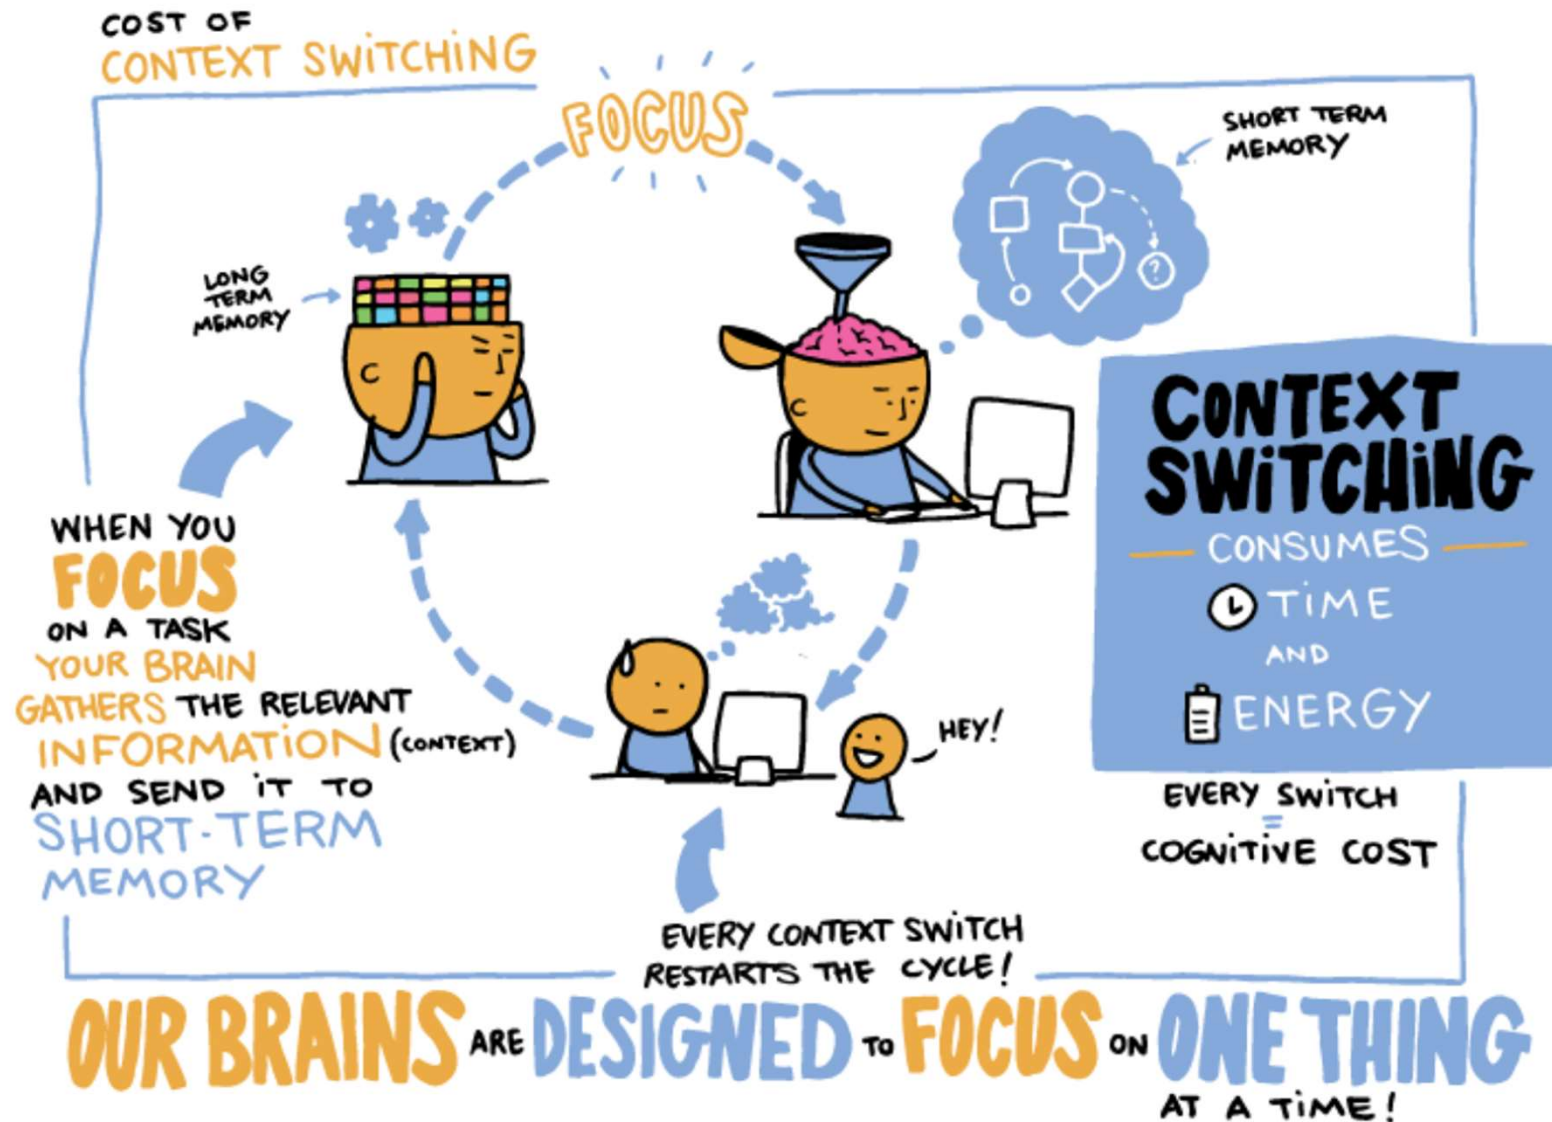 COST OF
CONTEXT SWiTCHiNG
FOCUS
SHORT TERM
MEMORY
LONG
TERM
MEMORY
?
WHEN YOU
FOCUS
ON A TASK
YOUR BRAIN
GATHERS THE RELEVANT
INFORMATiON (CONTEXT)
AND SEND iT TO
SHORT-TERM
MEMORY
HEY!
CONTEXT
SWiTCHiNG
CONSUMES
TiME
AND
ENERGY
EVERY SWiTCH
=
COGNiTiVE COST
EVERY CONTEXT SWiTCH
RESTARTS THE CYCLE!
OUR BRAINS ARE DESIGNED TO FOCUS ON ONE THING
AT A TiME!